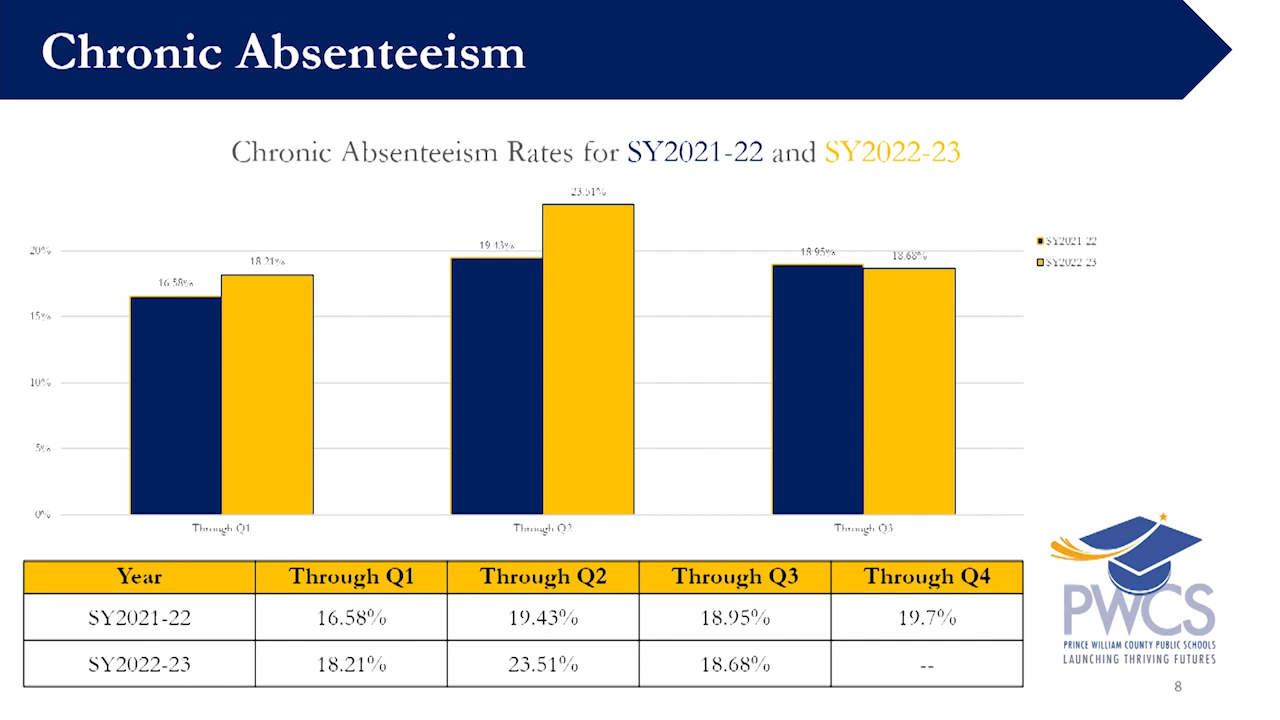 Chronic Absenteeism
Chronic Absenteeism Rates for SY2021-22 and SY2022-23
23.51%
20%
19.43%
18.95%
18.68%
18.21%
16.58%
15%
10%
5%
0%
Through Q1
Through Q2
Through Q3
SY2021-22
SY2022-23
Year Through Q1 Through Q2 Through Q3 Through Q4
SY2021-22 16.58% 19.43% 18.95% 19.7%
SY2022-23 18.21% 23.51% 18.68% --
PWCS
PRINCE WILLIAM COUNTY PUBLIC SCHOOLS
LAUNCHING THRIVING FUTURES
8